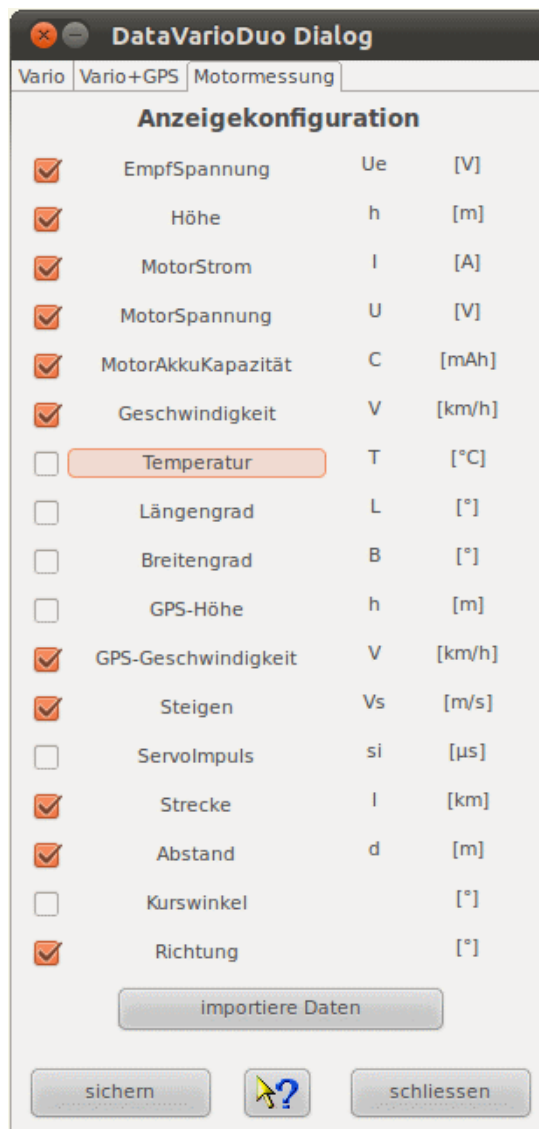 DataVarioDuo Dialog
Vario Vario+GPS Motormessung
Anzeigekonfiguration
EmpfSpannung Ue [V]
Höhe h [m]
MotorStrom I [A]
MotorSpannung U [V]
MotorAkkuKapazität C [mAh]
Geschwindigkeit V [km/h]
Temperatur T [°C]
Längengrad L [°]
Breitengrad B [°]
GPS-Höhe h [m]
GPS-Geschwindigkeit V [km/h]
Steigen Vs [m/s]
ServoImpuls si [µs]
Strecke l [km]
Abstand d [m]
Kurswinkel [°]
Richtung [°]
importiere Daten
sichern ? schliessen